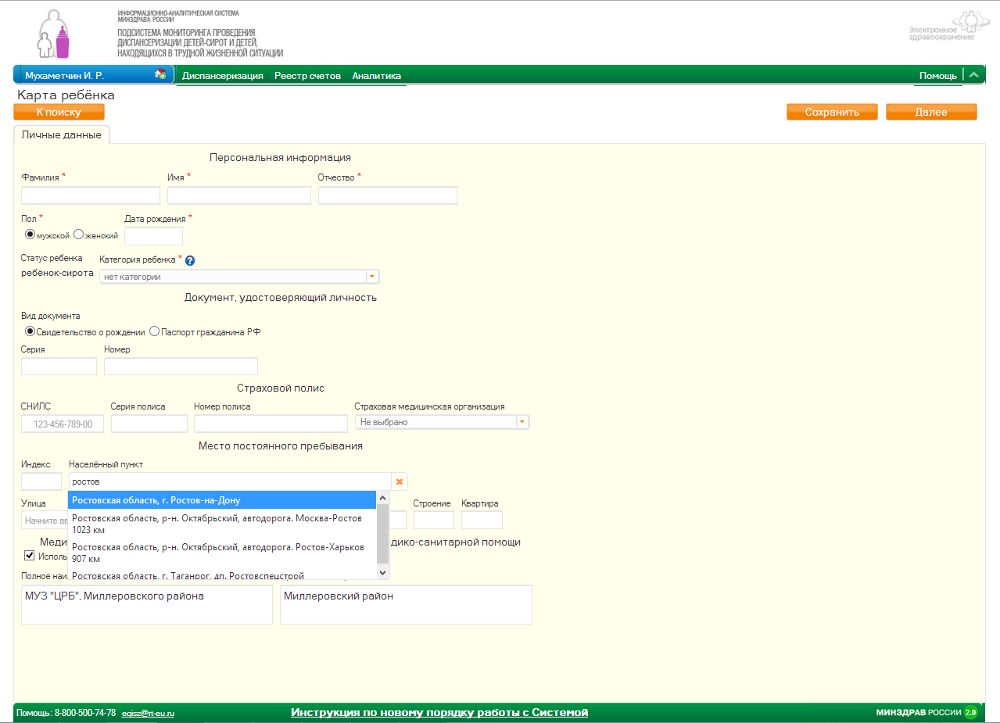 ИНФОРМАЦИОННО-АНАЛИТИЧЕСКАЯ СИСТЕМА
МИНЗДРАВА РОССИИ
ПОДСИСТЕМА МОНИТОРИНГА ПРОВЕДЕНИЯ
ДИСПАНСЕРИЗАЦИИ ДЕТЕЙ-СИРОТ И ДЕТЕЙ,
НАХОДЯЩИХСЯ В ТРУДНОЙ ЖИЗНЕННОЙ СИТУАЦИИ
Электронное
здравоохранение
Мухаметчин И. Р. Диспансеризация Реестр счетов Аналитика Помощь
Карта ребёнка
К поиску Сохранить Далее
Личные данные
Персональная информация
Фамилия * Имя * Отчество *
Пол * Дата рождения *
мужской женский
Статус ребенка Категория ребенка * ?
ребёнок-сирота нет категории
Документ, удостоверяющий личность
Вид документа
Свидетельство о рождении Паспорт гражданина РФ
Серия Номер
Страховой полис
СНИЛС Серия полиса Номер полиса Страховая медицинская организация
123-456-789-00 Не выбрано
Место постоянного пребывания
Индекс Населённый пункт
ростов
Улица Ростовская область, г. Ростов-на-Дону Строение Квартира
Начните вв Ростовская область, р-н. Октябрьский, автодорога. Москва-Ростов
1023 км
Меди дико-санитарной помощи
Ростовская область, р-н. Октябрьский, автодорога. Ростов-Харьков
Исполь 907 км
Полное наи Ростовская область, г. Таганрог, дп. Ростовспецстрой
МУЗ "ЦРБ", Миллеровского района Миллеровский район
Помощь: 8-800-500-74-78 egisz@rt-eu.ru Инструкция по новому порядку работы с Системой МИНЗДРАВ РОССИИ 2.0